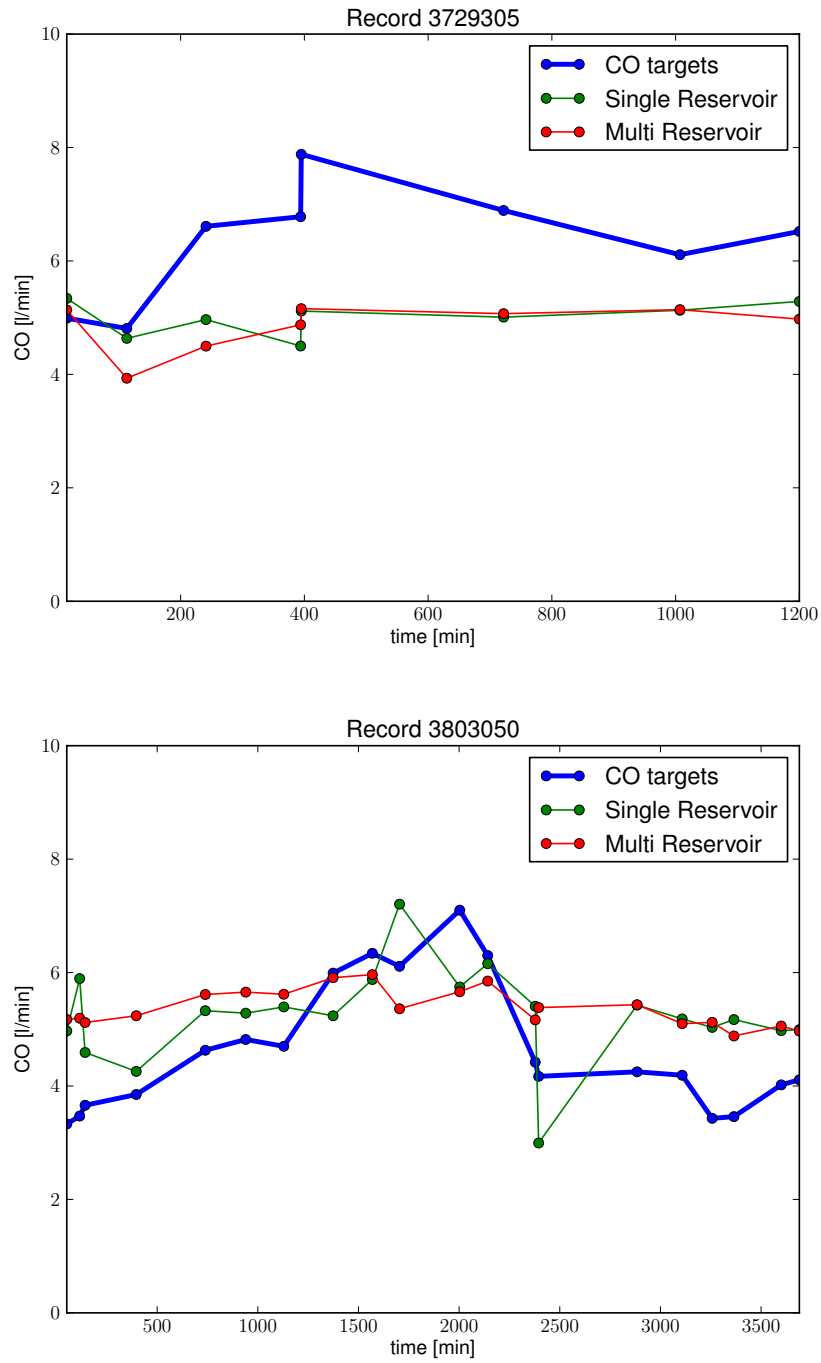 Record 3729305
10
8
6
4
2
0
CO [l/min]
CO targets
Single Reservoir
Multi Reservoir
200 400 600 800 1000 1200
time [min]
Record 3803050
10
8
6
4
2
0
CO [l/min]
CO targets
Single Reservoir
Multi Reservoir
500 1000 1500 2000 2500 3000 3500
time [min]